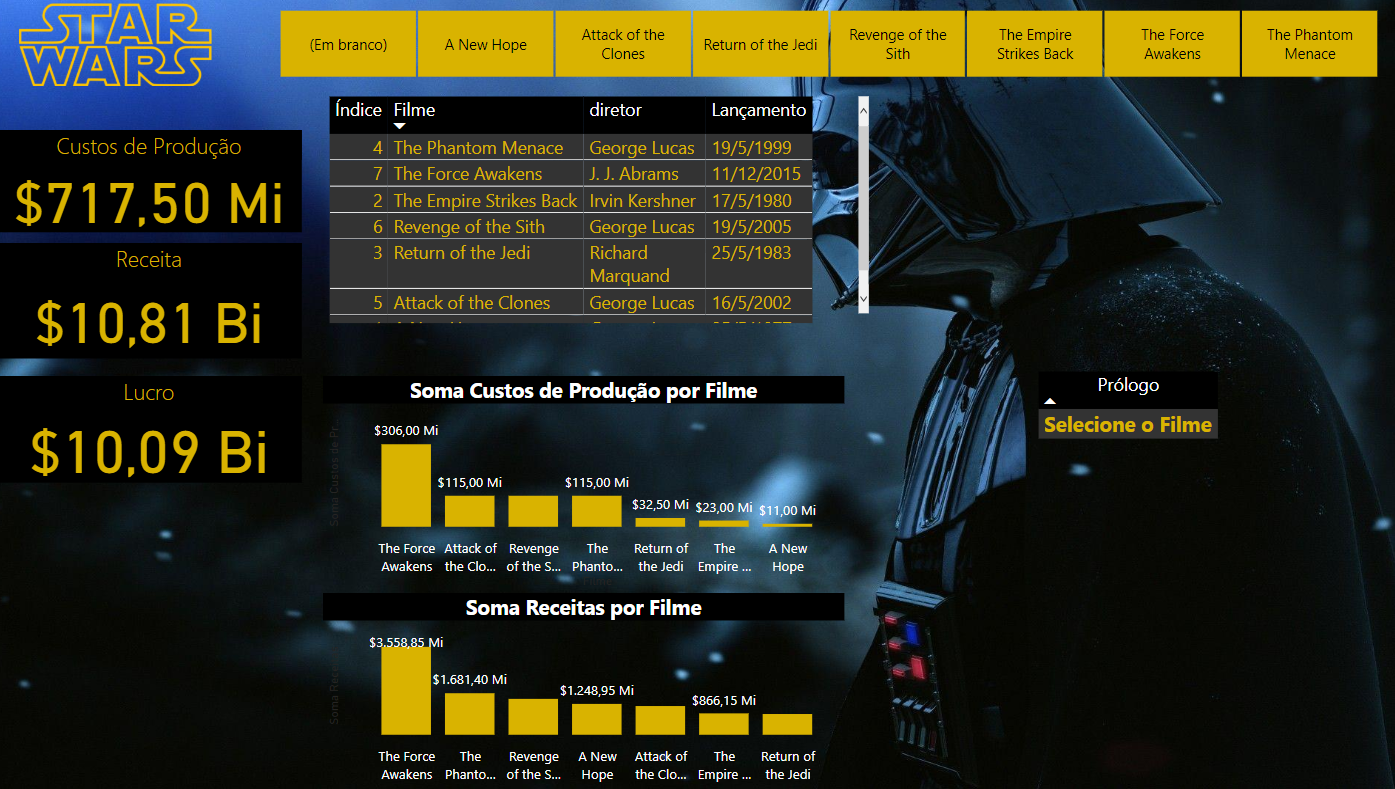 STAR
WARS
(Em branco)
A New Hope
Attack of the
Clones
Return of the Jedi
Revenge of the
Sith
The Empire
Strikes Back
The Force
Awakens
The Phantom
Menace
Custos de Produção
$717,50 Mi
Receita
$10,81 Bi
Lucro
$10,09 Bi
Índice Filme diretor Lançamento
4 The Phantom Menace George Lucas 19/5/1999
7 The Force Awakens J. J. Abrams 11/12/2015
2 The Empire Strikes Back Irvin Kershner 17/5/1980
6 Revenge of the Sith George Lucas 19/5/2005
3 Return of the Jedi Richard
Marquand 25/5/1983
5 Attack of the Clones George Lucas 16/5/2002
Soma Custos de Produção por Filme
Soma Custos de Pr...
$306,00 Mi
$115,00 Mi
$115,00 Mi
$32,50 Mi
$23,00 Mi
$11,00 Mi
The Force
Awakens
Attack of
the Clo...
Revenge
of the S...
The
Phanto...
Return of
the Jedi
The
Empire ...
A New
Hope
Soma Receitas por Filme
$3.558,85 Mi
$1.681,40 Mi
$1.248,95 Mi
$866,15 Mi
The Force
Awakens
The
Phanto...
Revenge
of the S...
A New
Hope
Attack of
the Clo...
The
Empire ...
Return of
the Jedi
Prólogo
Selecione o Filme